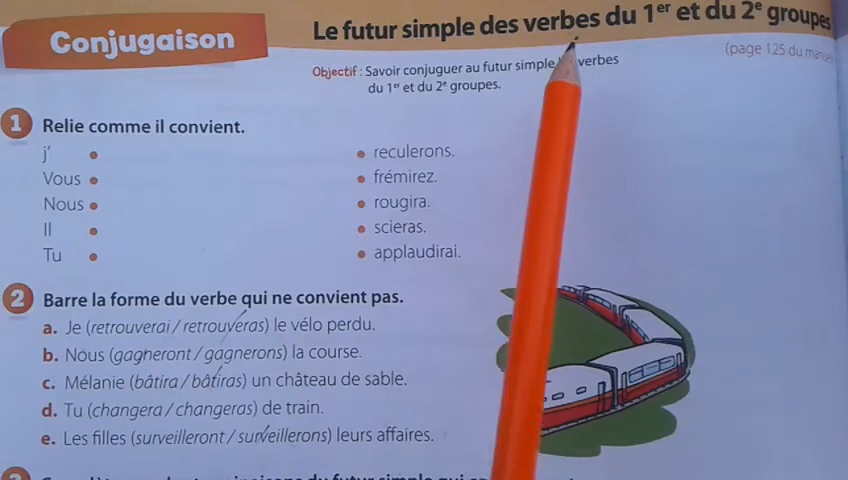 Conjugaison
Le futur simple des verbes du 1er et du 2e groupes
(page 125 du
Objectif : Savoir conjuguer au futur simple verbes
du 1er et du 2e groupes.
1 Relie comme il convient.
j' • • reculerons.
Vous • • frémirez.
Nous • • rougira.
Il • • scieras.
Tu • • applaudirai.
2 Barre la forme du verbe qui ne convient pas.
a. Je (retrouverai / retrouveras) le vélo perdu.
b. Nous (gagneront / gagnerons) la course.
c. Mélanie (bâtira / bâtiras) un château de sable.
d. Tu (changera / changeras) de train.
e. Les filles (surveilleront / surveillerons) leurs affaires.